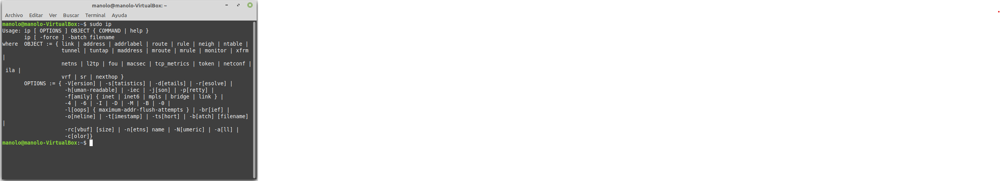 manolo@manolo-VirtualBox: ~
Archivo Editar Ver Buscar Terminal Ayuda
manolo@manolo-VirtualBox:~$ sudo ip
Usage: ip [ OPTIONS ] OBJECT { COMMAND | help }
       ip [ -force ] -batch filename
where  OBJECT := { link | address | addrlabel | route | rule | neigh | ntable |
                   tunnel | tuntap | maddress | mroute | mrule | monitor | xfrm
|
                   netns | l2tp | fou | macsec | tcp_metrics | token | netconf |
 ila |
                   vrf | sr | nexthop }
       OPTIONS := { -V[ersion] | -s[tatistics] | -d[etails] | -r[esolve] |
                    -h[uman-readable] | -iec | -j[son] | -p[retty] |
                    -f[amily] { inet | inet6 | mpls | bridge | link } |
                    -4 | -6 | -I | -D | -M | -B | -0 |
                    -l[oops] { maximum-addr-flush-attempts } | -br[ief] |
                    -o[neline] | -t[imestamp] | -ts[hort] | -b[atch] [filename]
|
                    -rc[vbuf] [size] | -n[etns] name | -N[umeric] | -a[ll] |
                    -c[olor]}
manolo@manolo-VirtualBox:~$